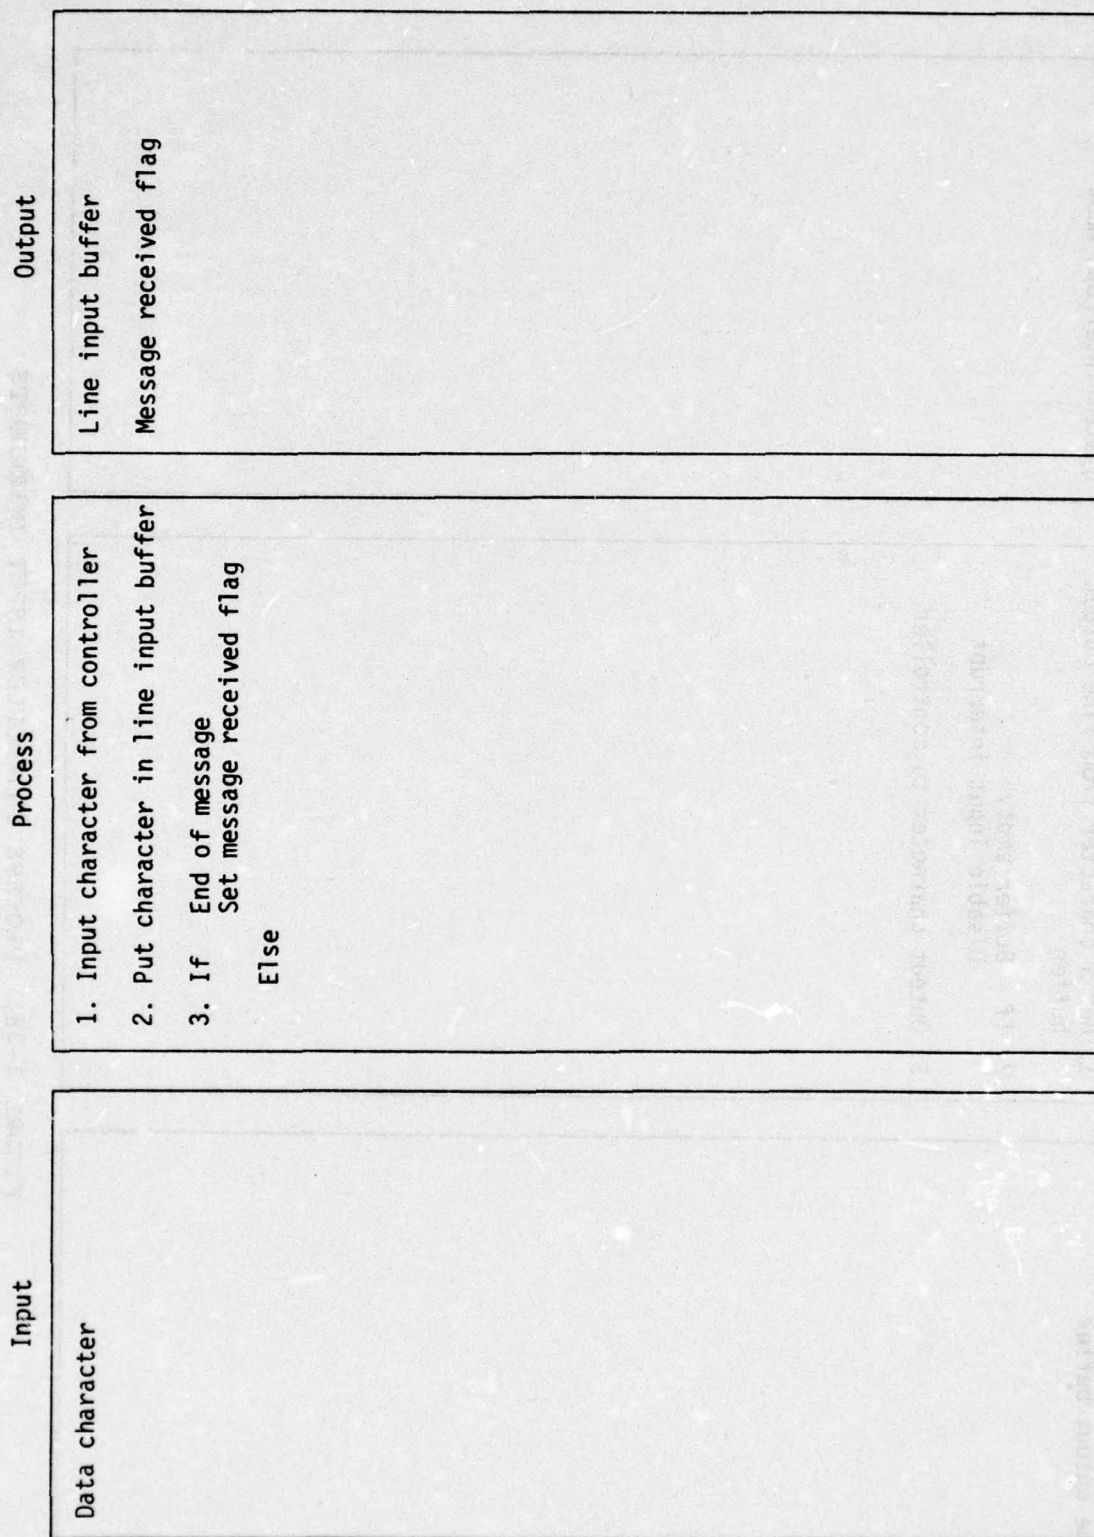 Input
Data character
Process
1. Input character from controller
2. Put character in line input buffer
3. If End of message
Set message received flag
Else
Output
Line input buffer
Message received flag